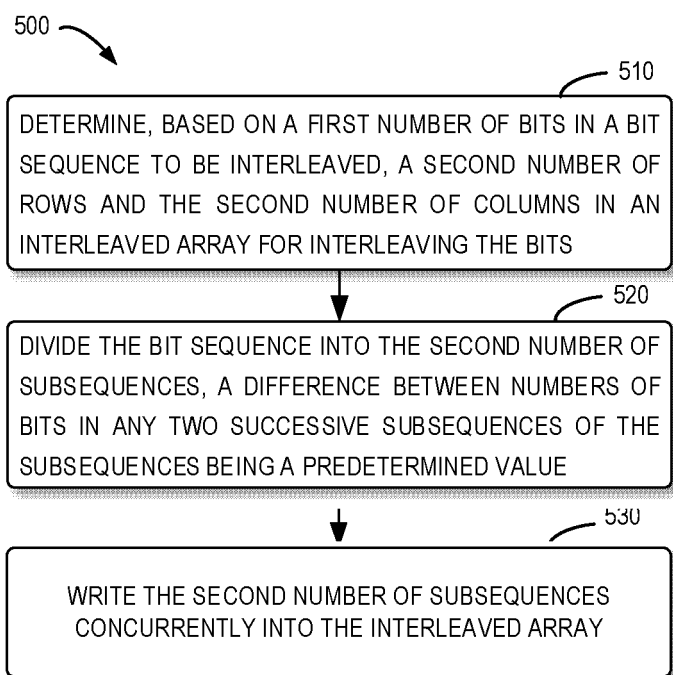 500
510
DETERMINE, BASED ON A FIRST NUMBER OF BITS IN A BIT
SEQUENCE TO BE INTERLEAVED, A SECOND NUMBER OF
ROWS AND THE SECOND NUMBER OF COLUMNS IN AN
INTERLEAVED ARRAY FOR INTERLEAVING THE BITS
520
DIVIDE THE BIT SEQUENCE INTO THE SECOND NUMBER OF
SUBSEQUENCES, A DIFFERENCE BETWEEN NUMBERS OF
BITS IN ANY TWO SUCCESSIVE SUBSEQUENCES OF THE
SUBSEQUENCES BEING A PREDETERMINED VALUE
530
WRITE THE SECOND NUMBER OF SUBSEQUENCES
CONCURRENTLY INTO THE INTERLEAVED ARRAY